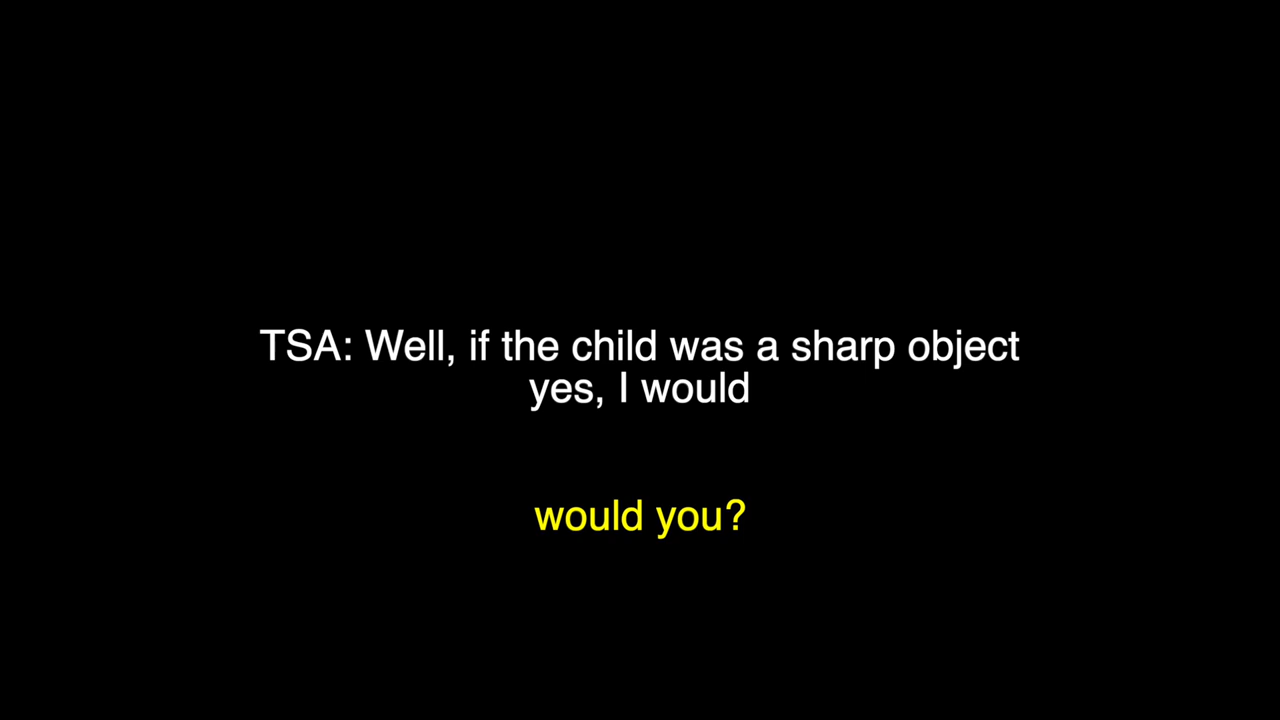 TSA: Well, if the child was a sharp object
yes, I would
would you?